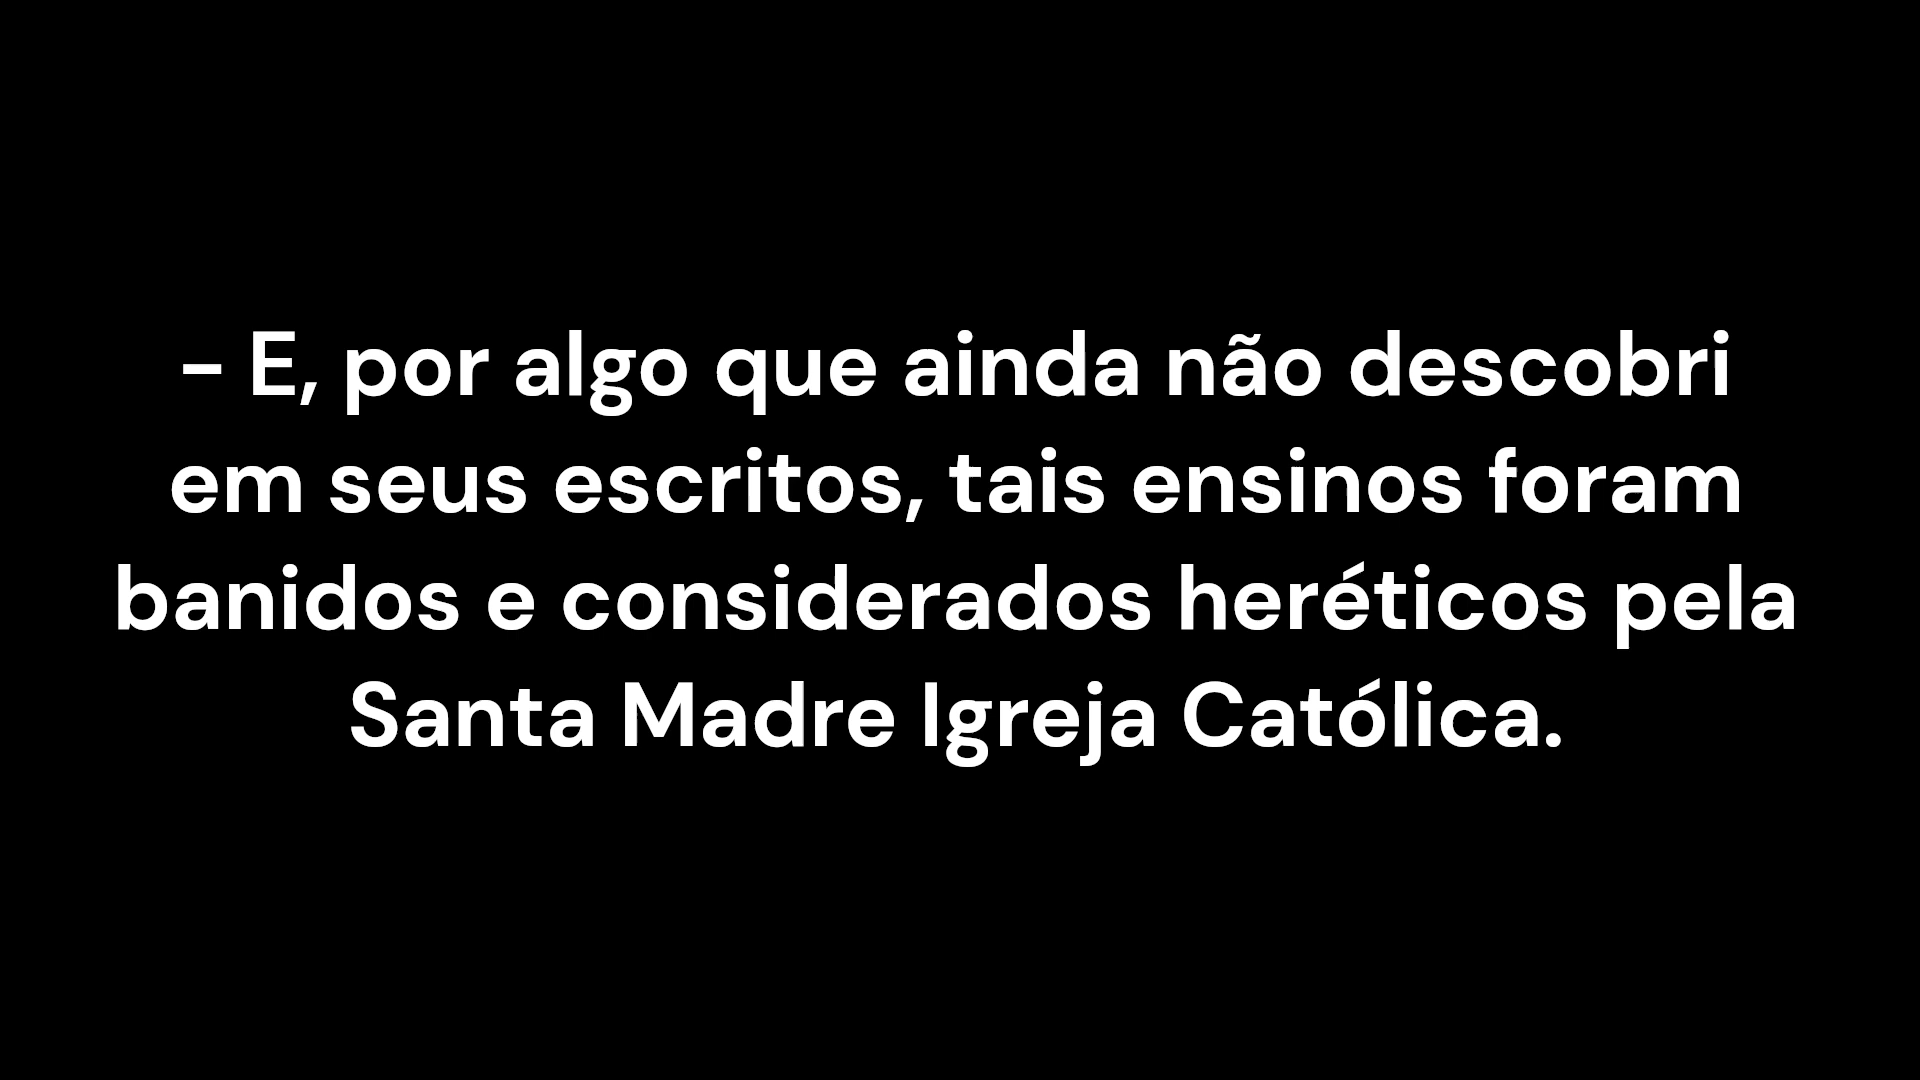 - E, por algo que ainda não descobri
em seus escritos, tais ensinos foram
banidos e considerados heréticos pela
Santa Madre Igreja Católica.